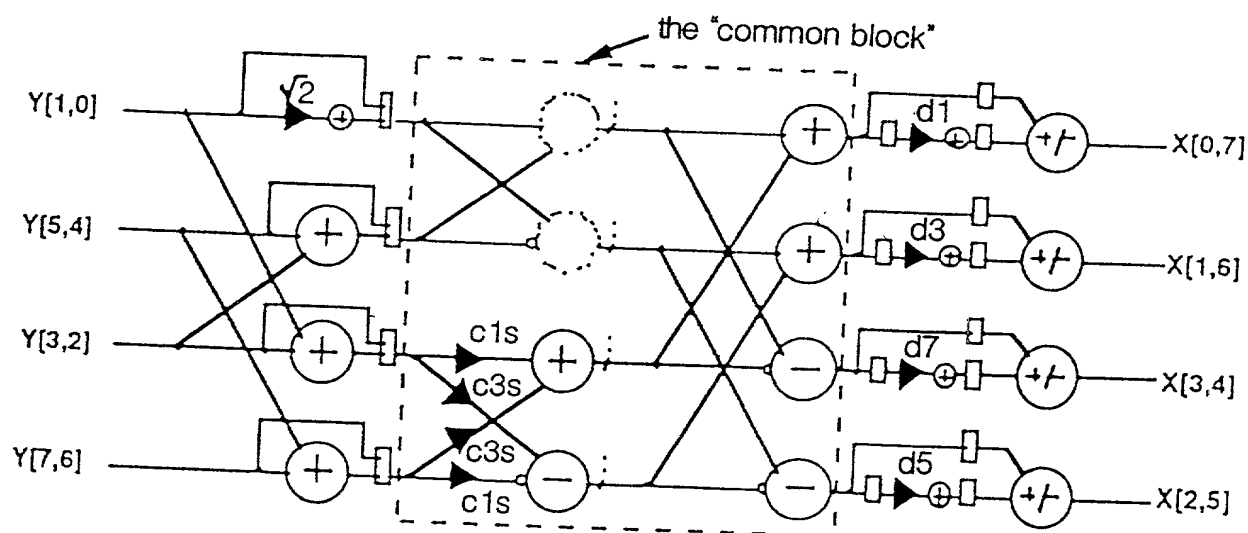 the "common block"
Y[1,0]
√2
d1
X[0,7]
Y[5,4]
d3
X[1,6]
Y[3,2]
c1s
c3s
d7
X[3,4]
Y[7,6]
c3s
c1s
d5
X[2,5]